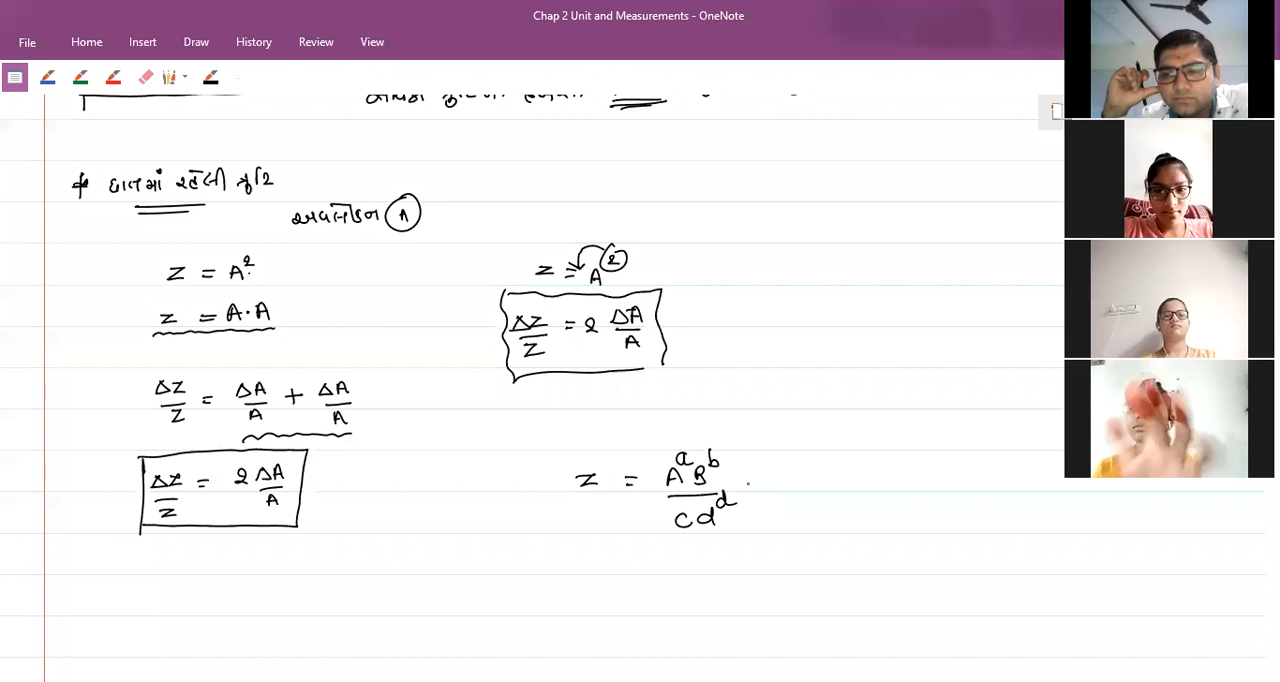 Chap 2 Unit and Measurements - OneNote
File Home Insert Draw History Review View
* ઘાતમાં રહેલી ત્રુટિ
અવલોકન A
Z = A²
Z = A·A
ΔZ/Z = ΔA/A + ΔA/A
ΔZ/Z = 2 ΔA/A
Z = A²
ΔZ/Z = 2 ΔA/A
Z = A^a B^b / c d^d